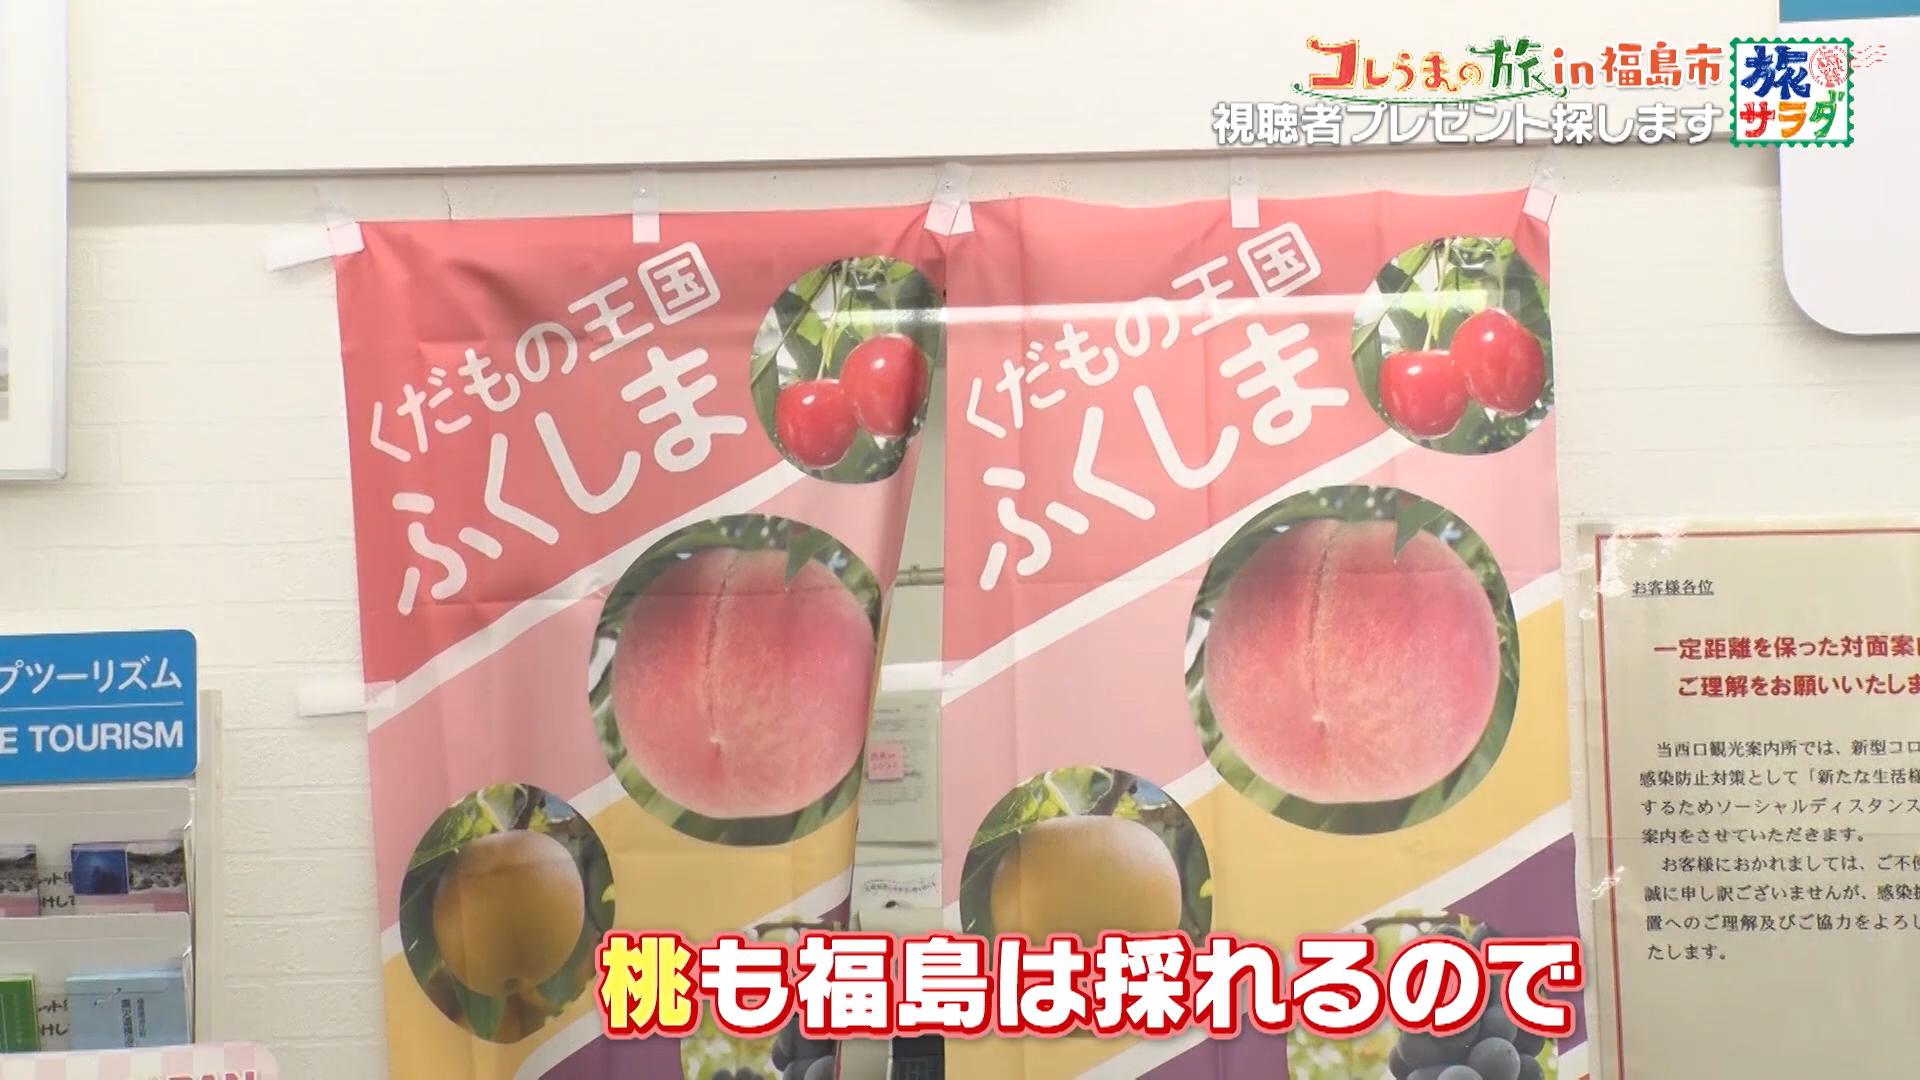 コレうまの旅in福島市
視聴者プレゼント探します
旅サラダ
くだもの王国
ふくしま
くだもの王国
ふくしま
プツーリズム
E TOURISM
お客様各位
一定距離を保った対面案
ご理解をお願いいたしま
当西口観光案内所では、新型コロ
感染防止対策として「新たな生活様
するためソーシャルディスタンス
案内をさせていただきます。
お客様におかれましては、ご不便
誠に申し訳ございませんが、感染拡
置へのご理解及びご協力をよろし
たします。
桃も福島は採れるので